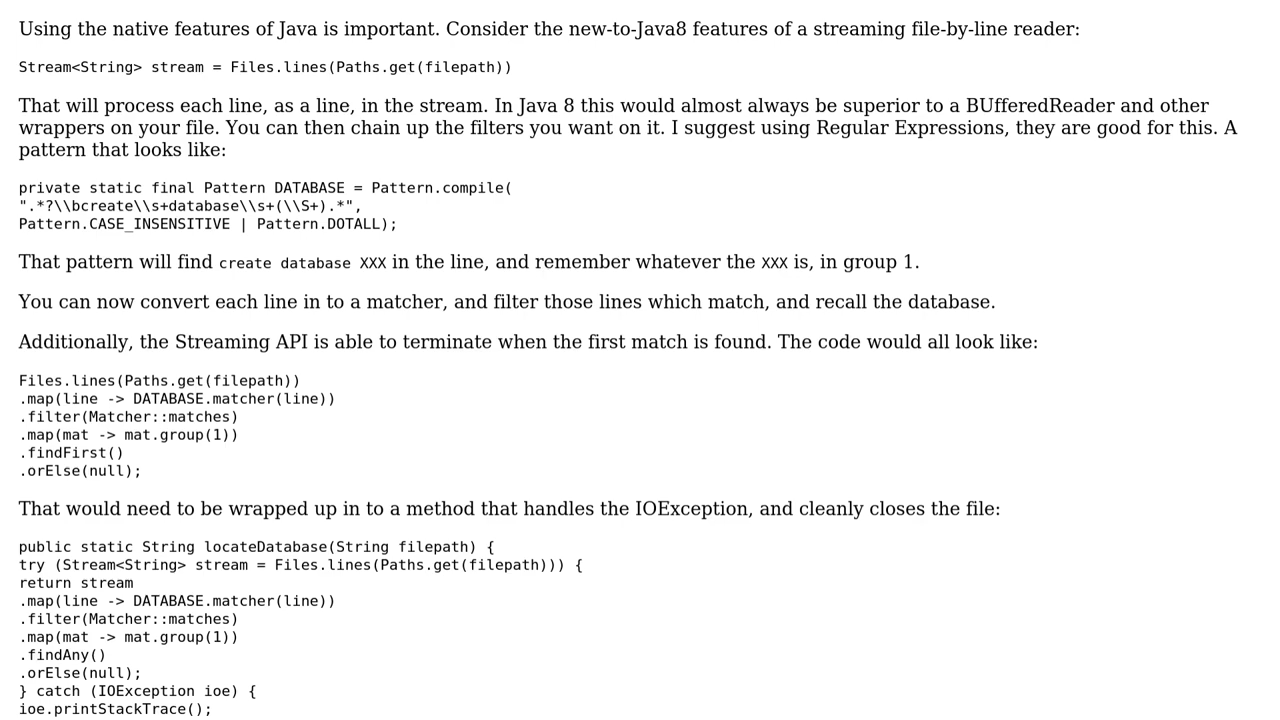 Using the native features of Java is important. Consider the new-to-Java8 features of a streaming file-by-line reader:
Stream<String> stream = Files.lines(Paths.get(filepath))
That will process each line, as a line, in the stream. In Java 8 this would almost always be superior to a BUfferedReader and other
wrappers on your file. You can then chain up the filters you want on it. I suggest using Regular Expressions, they are good for this. A
pattern that looks like:
private static final Pattern DATABASE = Pattern.compile(
".*?\\bcreate\\s+database\\s+(\\S+).*",
Pattern.CASE_INSENSITIVE | Pattern.DOTALL);
That pattern will find create database XXX in the line, and remember whatever the XXX is, in group 1.
You can now convert each line in to a matcher, and filter those lines which match, and recall the database.
Additionally, the Streaming API is able to terminate when the first match is found. The code would all look like:
Files.lines(Paths.get(filepath))
.map(line -> DATABASE.matcher(line))
.filter(Matcher::matches)
.map(mat -> mat.group(1))
.findFirst()
.orElse(null);
That would need to be wrapped up in to a method that handles the IOException, and cleanly closes the file:
public static String locateDatabase(String filepath) {
try (Stream<String> stream = Files.lines(Paths.get(filepath))) {
return stream
.map(line -> DATABASE.matcher(line))
.filter(Matcher::matches)
.map(mat -> mat.group(1))
.findAny()
.orElse(null);
} catch (IOException ioe) {
ioe.printStackTrace();